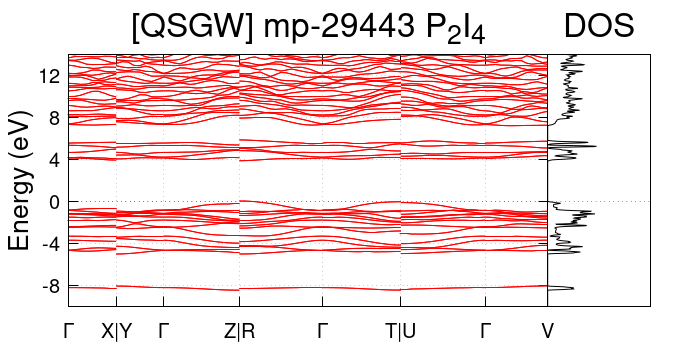 [QSGW] mp-29443 P₂I₄ DOS
Energy (eV)
12
8
4
0
-4
-8
Γ X|Y Γ Z|R Γ T|U Γ V